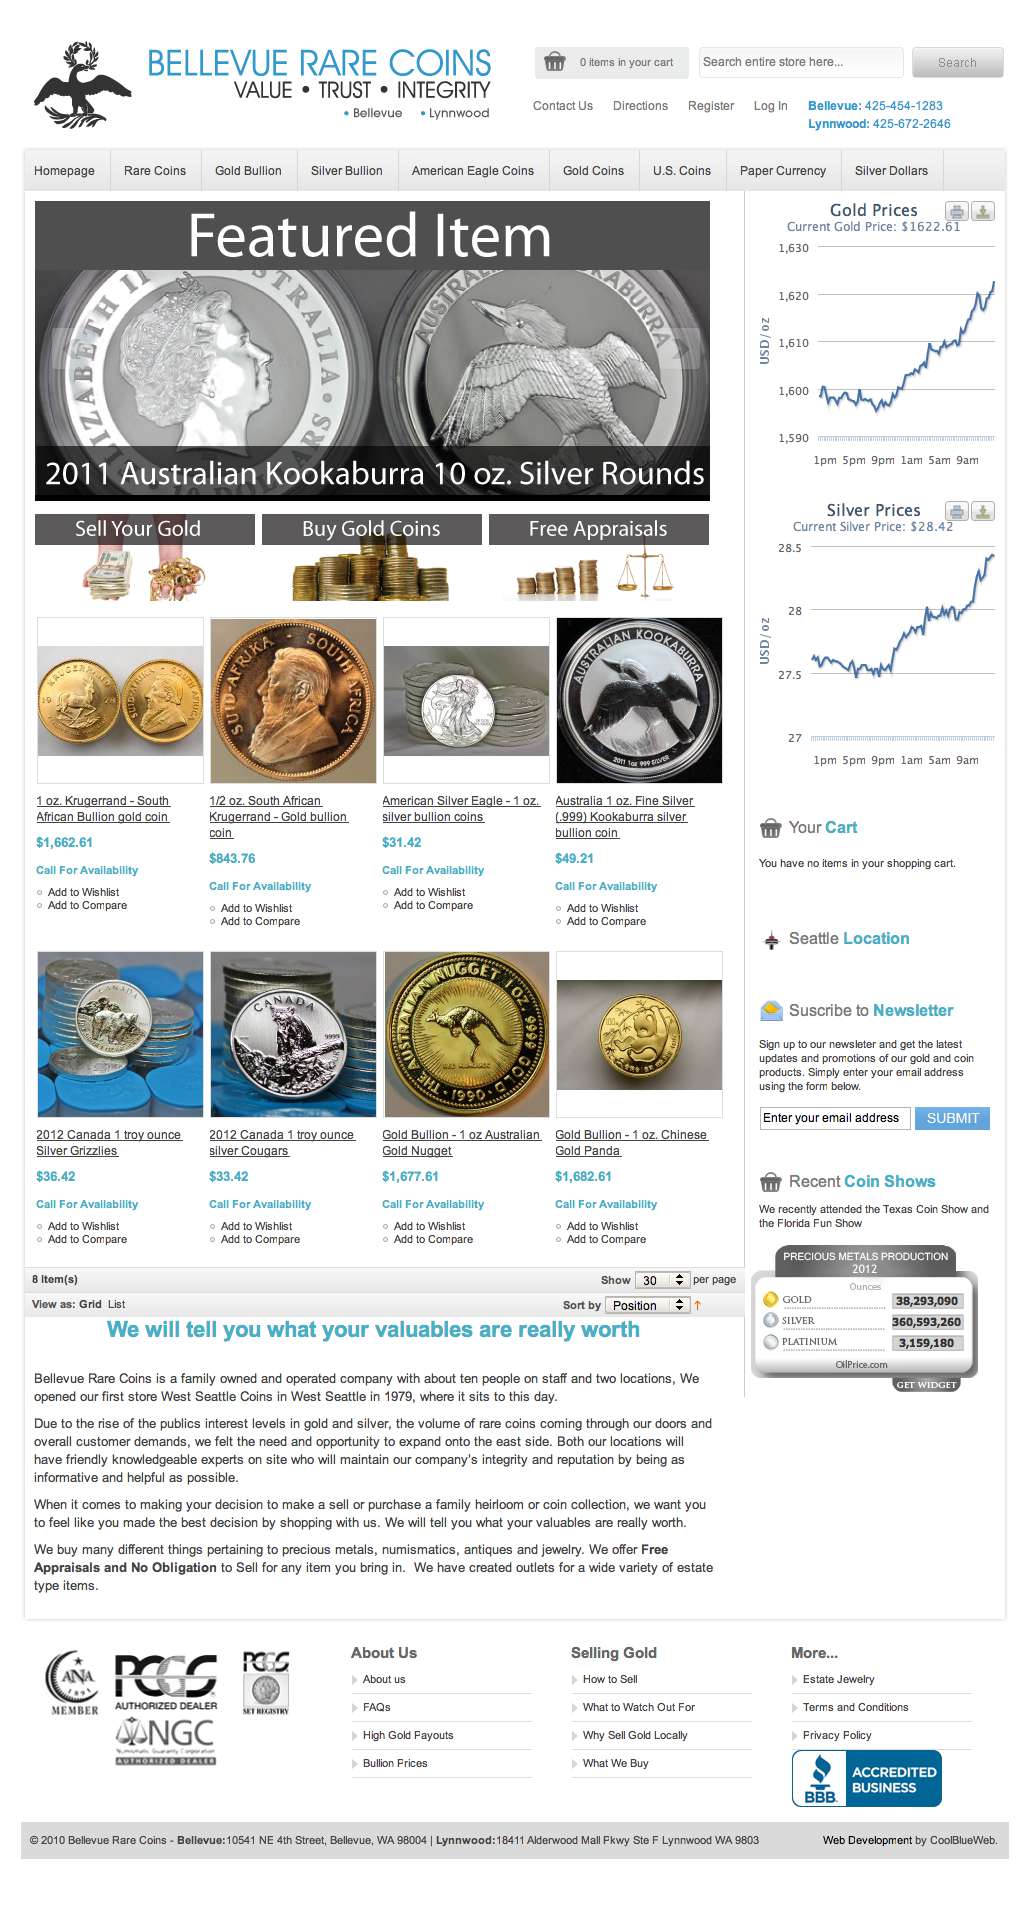 BELLEVUE RARE COINS
VALUE • TRUST • INTEGRITY
• Bellevue • Lynnwood
0 items in your cart
Search entire store here...
Search
Contact Us Directions Register Log In
Bellevue: 425-454-1283
Lynnwood: 425-672-2646
Homepage Rare Coins Gold Bullion Silver Bullion American Eagle Coins Gold Coins U.S. Coins Paper Currency Silver Dollars
Featured Item
ELIZABETH II AUSTRALIA
AUSTRALIAN KOOKABURRA
2011 Australian Kookaburra 10 oz. Silver Rounds
Sell Your Gold
Buy Gold Coins
Free Appraisals
Gold Prices
Current Gold Price: $1622.61
USD/oz
1,630
1,620
1,610
1,600
1,590
1pm 5pm 9pm 1am 5am 9am
Silver Prices
Current Silver Price: $28.42
USD/oz
28.5
28
27.5
27
1pm 5pm 9pm 1am 5am 9am
KRUGERRAND
SUID-AFRIKA • SOUTH AFRICA
AUSTRALIAN KOOKABURRA
2011 1oz 999 SILVER
1 oz. Krugerrand - South
African Bullion gold coin
$1,662.61
Call For Availability
Add to Wishlist
Add to Compare
1/2 oz. South African
Krugerrand - Gold bullion
coin
$843.76
Call For Availability
Add to Wishlist
Add to Compare
American Silver Eagle - 1 oz.
silver bullion coins
$31.42
Call For Availability
Add to Wishlist
Add to Compare
Australia 1 oz. Fine Silver
(.999) Kookaburra silver
bullion coin
$49.21
Call For Availability
Add to Wishlist
Add to Compare
CANADA
CANADA
9999
THE AUSTRALIAN NUGGET 1OZ 9999 GOLD
• 1990 •
2012 Canada 1 troy ounce
Silver Grizzlies
$36.42
Call For Availability
Add to Wishlist
Add to Compare
2012 Canada 1 troy ounce
silver Cougars
$33.42
Call For Availability
Add to Wishlist
Add to Compare
Gold Bullion - 1 oz Australian
Gold Nugget
$1,677.61
Call For Availability
Add to Wishlist
Add to Compare
Gold Bullion - 1 oz. Chinese
Gold Panda
$1,682.61
Call For Availability
Add to Wishlist
Add to Compare
8 Item(s)
Show 30 per page
View as: Grid List
Sort by Position
Your Cart
You have no items in your shopping cart.
Seattle Location
Suscribe to Newsletter
Sign up to our newsleter and get the latest
updates and promotions of our gold and coin
products. Simply enter your email address
using the form below.
Enter your email address
SUBMIT
Recent Coin Shows
We recently attended the Texas Coin Show and
the Florida Fun Show
PRECIOUS METALS PRODUCTION
2012
Ounces
GOLD 38,293,090
SILVER 360,593,260
PLATINIUM 3,159,180
OilPrice.com
GET WIDGET
We will tell you what your valuables are really worth
Bellevue Rare Coins is a family owned and operated company with about ten people on staff and two locations, We
opened our first store West Seattle Coins in West Seattle in 1979, where it sits to this day.
Due to the rise of the publics interest levels in gold and silver, the volume of rare coins coming through our doors and
overall customer demands, we felt the need and opportunity to expand onto the east side. Both our locations will
have friendly knowledgeable experts on site who will maintain our company's integrity and reputation by being as
informative and helpful as possible.
When it comes to making your decision to make a sell or purchase a family heirloom or coin collection, we want you
to feel like you made the best decision by shopping with us. We will tell you what your valuables are really worth.
We buy many different things pertaining to precious metals, numismatics, antiques and jewelry. We offer Free
Appraisals and No Obligation to Sell for any item you bring in. We have created outlets for a wide variety of estate
type items.
ANA
1891
MEMBER
PCGS
AUTHORIZED DEALER
NGC
Numismatic Guaranty Corporation
AUTHORIZED DEALER
PCGS
SET REGISTRY
About Us
About us
FAQs
High Gold Payouts
Bullion Prices
Selling Gold
How to Sell
What to Watch Out For
Why Sell Gold Locally
What We Buy
More...
Estate Jewelry
Terms and Conditions
Privacy Policy
BBB.
ACCREDITED
BUSINESS
© 2010 Bellevue Rare Coins - Bellevue:10541 NE 4th Street, Bellevue, WA 98004 | Lynnwood:18411 Alderwood Mall Pkwy Ste F Lynnwood WA 9803
Web Development by CoolBlueWeb.